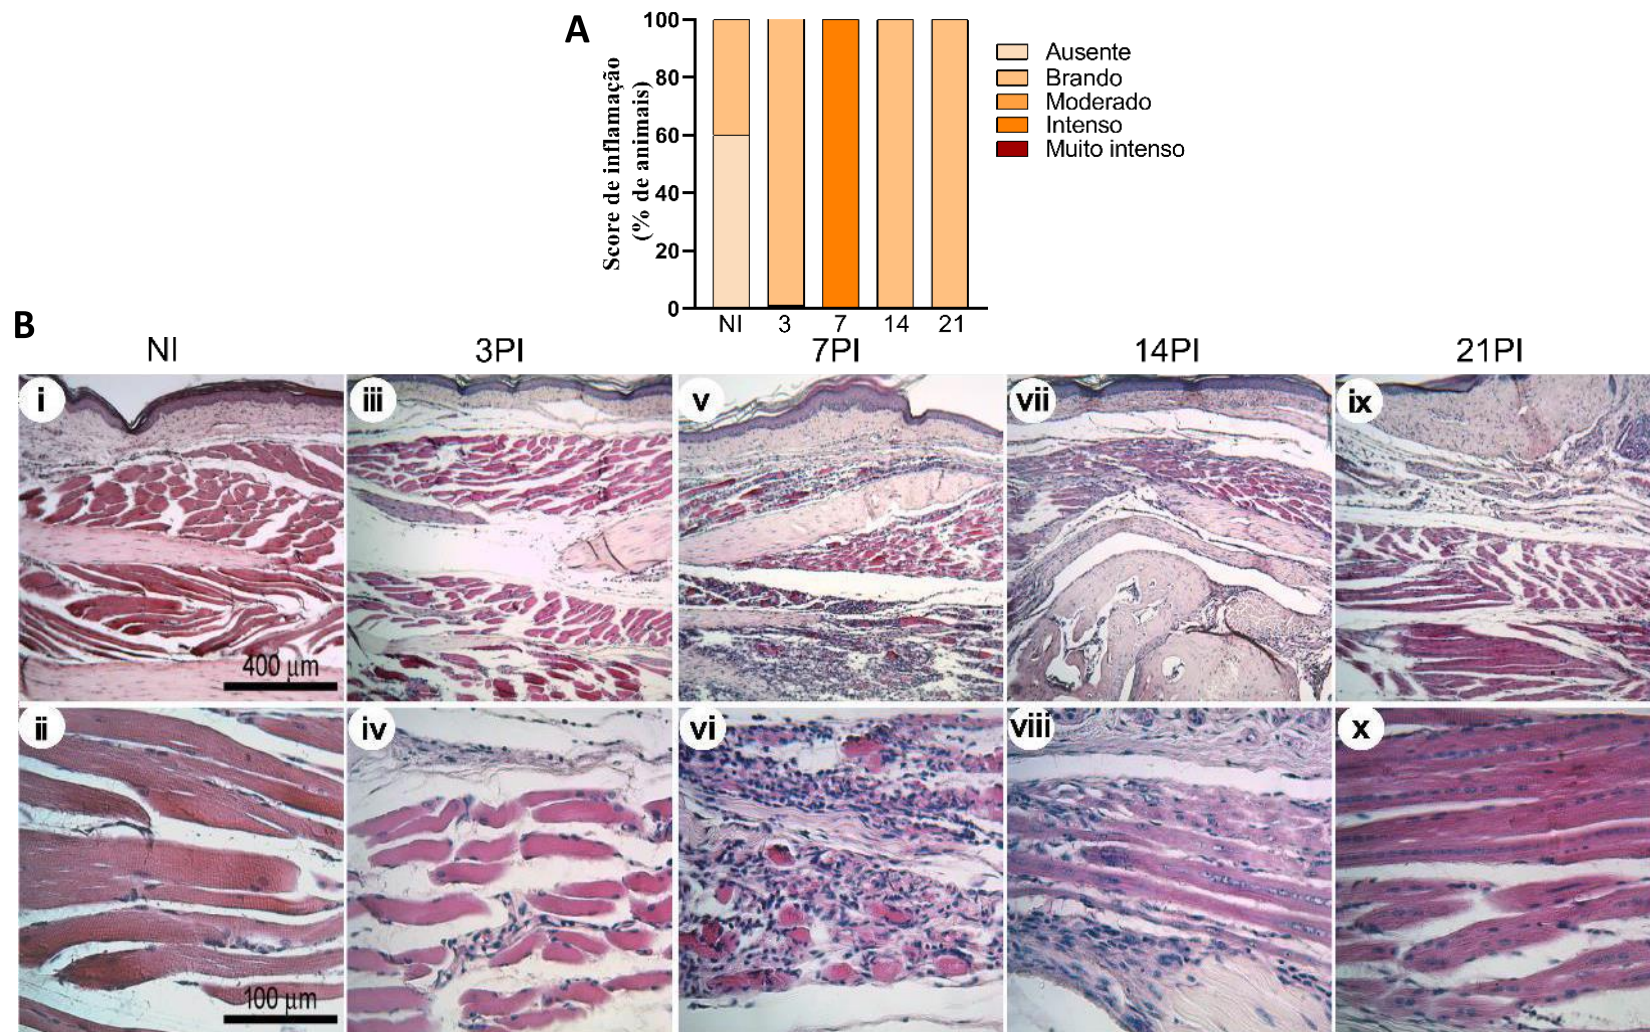 A
Score de inflamação
(% de animais)
100
80
60
40
20
0
NI 3 7 14 21
Ausente
Brando
Moderado
Intenso
Muito intenso
B
NI 3PI 7PI 14PI 21PI
i iii v vii ix
400 µm
ii iv vi viii x
100 µm